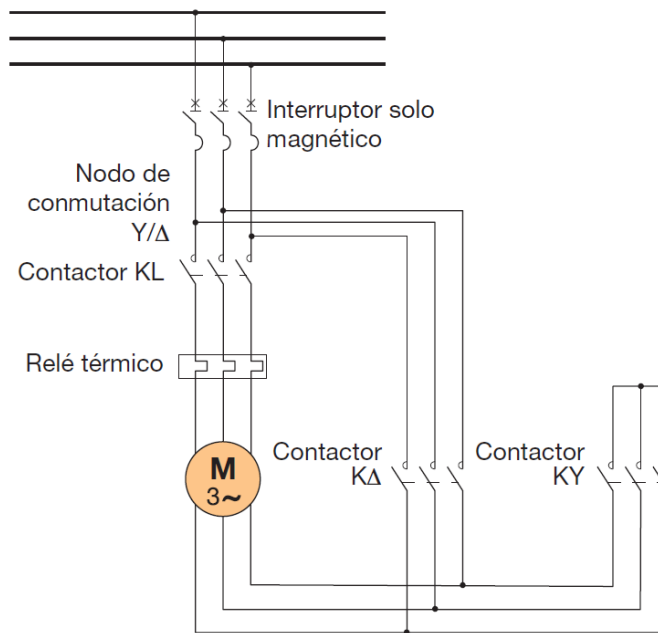 Interruptor solo
magnético
Nodo de
conmutación
Y/Δ
Contactor KL
Relé térmico
M
3~
Contactor
KΔ
Contactor
KY